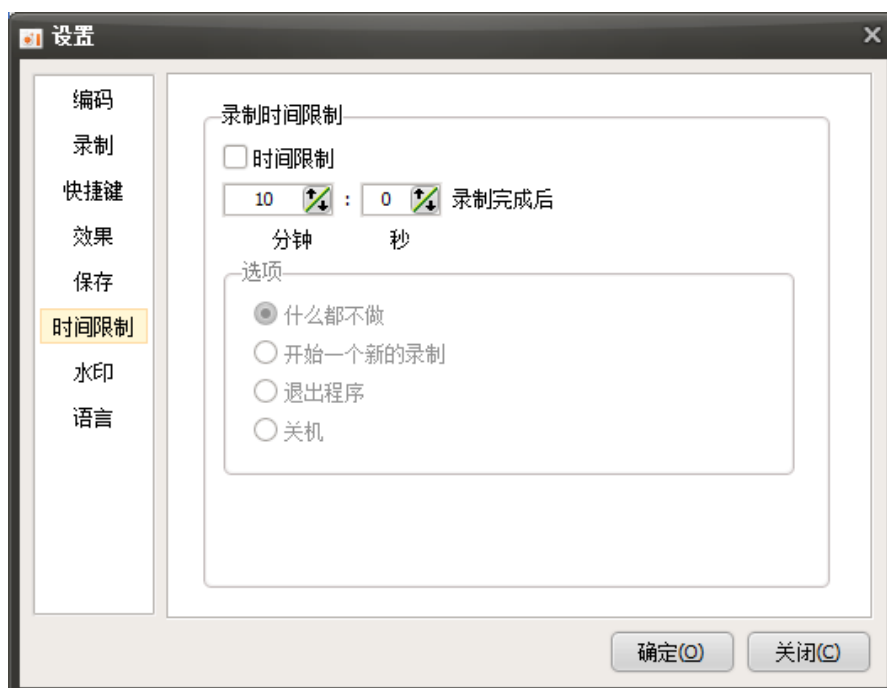 设置
编码
录制
快捷键
效果
保存
时间限制
水印
语言
录制时间限制
时间限制
10 : 0 录制完成后
分钟 秒
选项
什么都不做
开始一个新的录制
退出程序
关机
确定(O) 关闭(C)